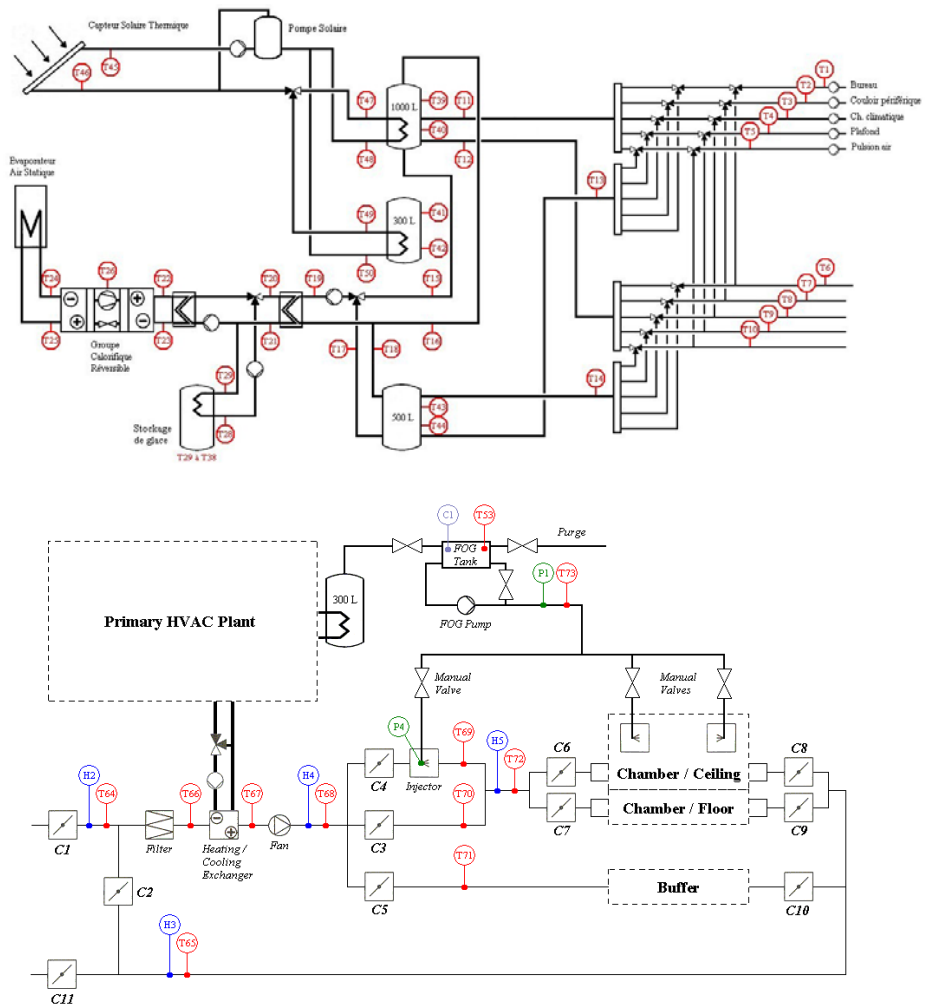 Capteur Solaire Thermique
Pompe Solaire
T46
T45
T47
T39
T11
1000 L
T40
T48
T12
T1
T2
T3
T4
T5
Bureau
Couloir périférique
Ch. climatique
Plafond
Pulsion air
Evaporateur
Air Statique
T49
T41
300 L
T42
T50
T13
T24
T26
T22
T20
T19
T15
T25
T23
T21
T17
T18
T16
Groupe
Calorifique
Réversible
T6
T7
T8
T9
T10
T29
T28
T14
T43
500 L
T44
Stockage
de glace
T29 à T38
C1
T53
Purge
FOG
Tank
300 L
P1
T73
FOG Pump
Primary HVAC Plant
Manual
Valve
Manual
Valves
P4
T69
H5
T72
C6
C8
C4
Injector
Chamber / Ceiling
Chamber / Floor
C7
C9
H2
T64
T66
T67
H4
T68
T70
C1
Filter
Heating /
Cooling
Exchanger
Fan
C3
T71
C2
C5
Buffer
C10
H3
T65
C11